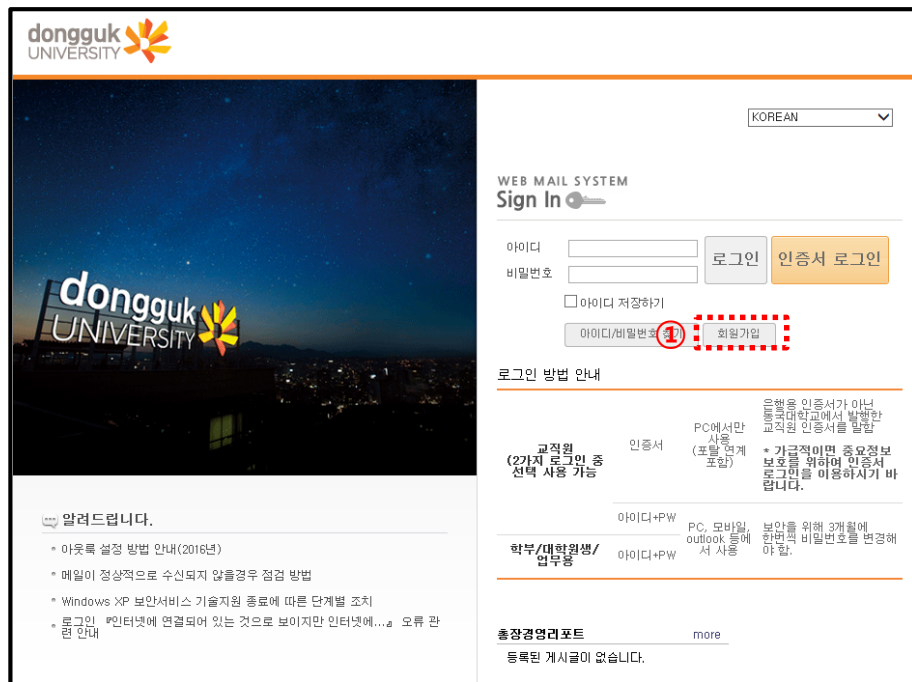 dongguk
UNIVERSITY
KOREAN
WEB MAIL SYSTEM
Sign In
아이디
비밀번호
로그인
인증서 로그인
아이디 저장하기
아이디/비밀번호 찾기
①
회원가입
dongguk
UNIVERSITY
로그인 방법 안내
교직원
(2가지 로그인 중
선택 사용 가능
인증서
PC에서만
사용
(포탈 연계
포함)
은행용 인증서가 아닌
동국대학교에서 발행한
교직원 인증서를 말함
* 가급적이면 중요정보
보호를 위하여 인증서
로그인을 이용하시기 바
랍니다.
아이디+PW
PC, 모바일,
outlook 등에
서 사용
보안을 위해 3개월에
한번씩 비밀번호를 변경해
야 함.
학부/대학원생/
업무용
아이디+PW
알려드립니다.
아웃룩 설정 방법 안내(2016년)
메일이 정상적으로 수신되지 않을경우 점검 방법
Windows XP 보안서비스 기술지원 종료에 따른 단계별 조치
로그인 『인터넷에 연결되어 있는 것으로 보이지만 인터넷에...』 오류 관
련 안내
총장경영리포트
more
등록된 게시글이 없습니다.